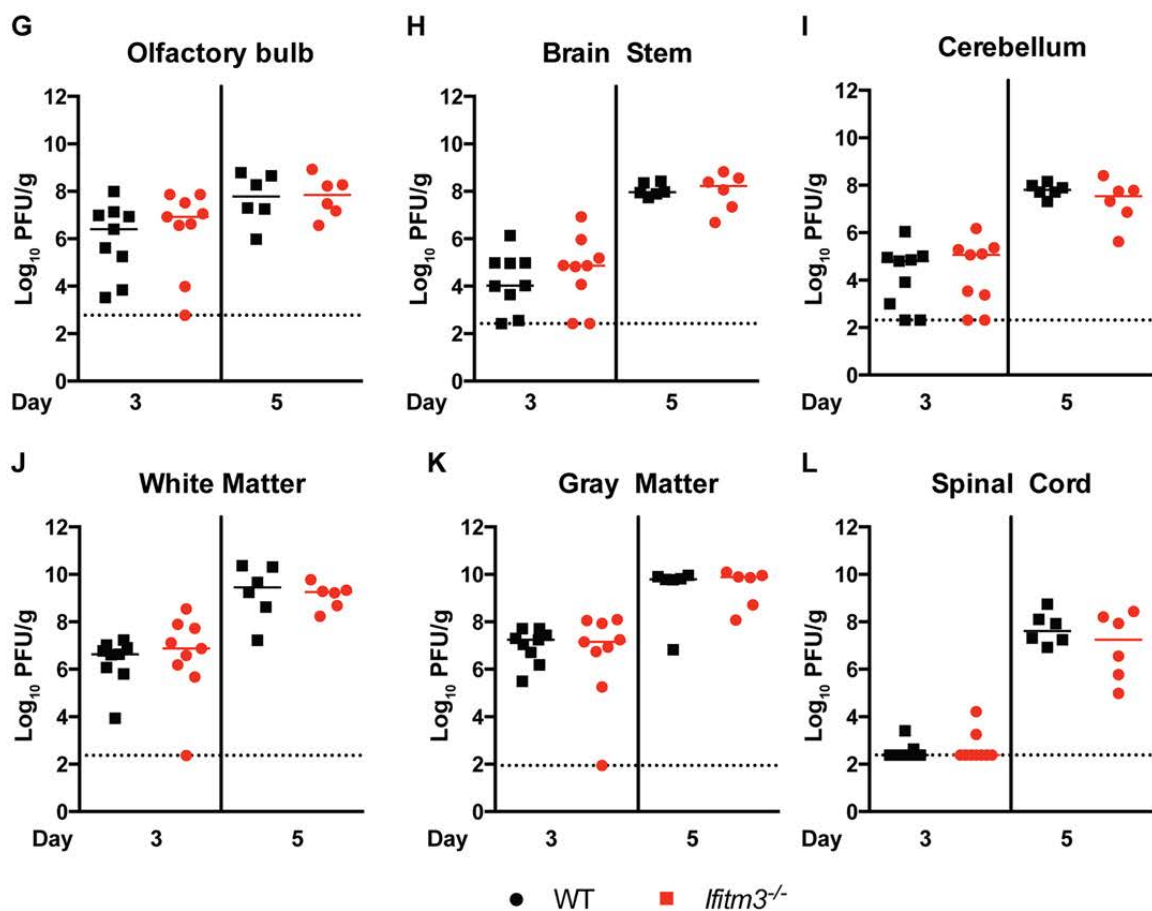 G
Olfactory bulb
Log10 PFU/g
12
10
8
6
4
2
0
Day 3 5
H
Brain Stem
Log10 PFU/g
12
10
8
6
4
2
0
Day 3 5
I
Cerebellum
Log10 PFU/g
12
10
8
6
4
2
0
Day 3 5
J
White Matter
Log10 PFU/g
12
10
8
6
4
2
0
Day 3 5
K
Gray Matter
Log10 PFU/g
12
10
8
6
4
2
0
Day 3 5
L
Spinal Cord
Log10 PFU/g
12
10
8
6
4
2
0
Day 3 5
WT Ifitm3-/-